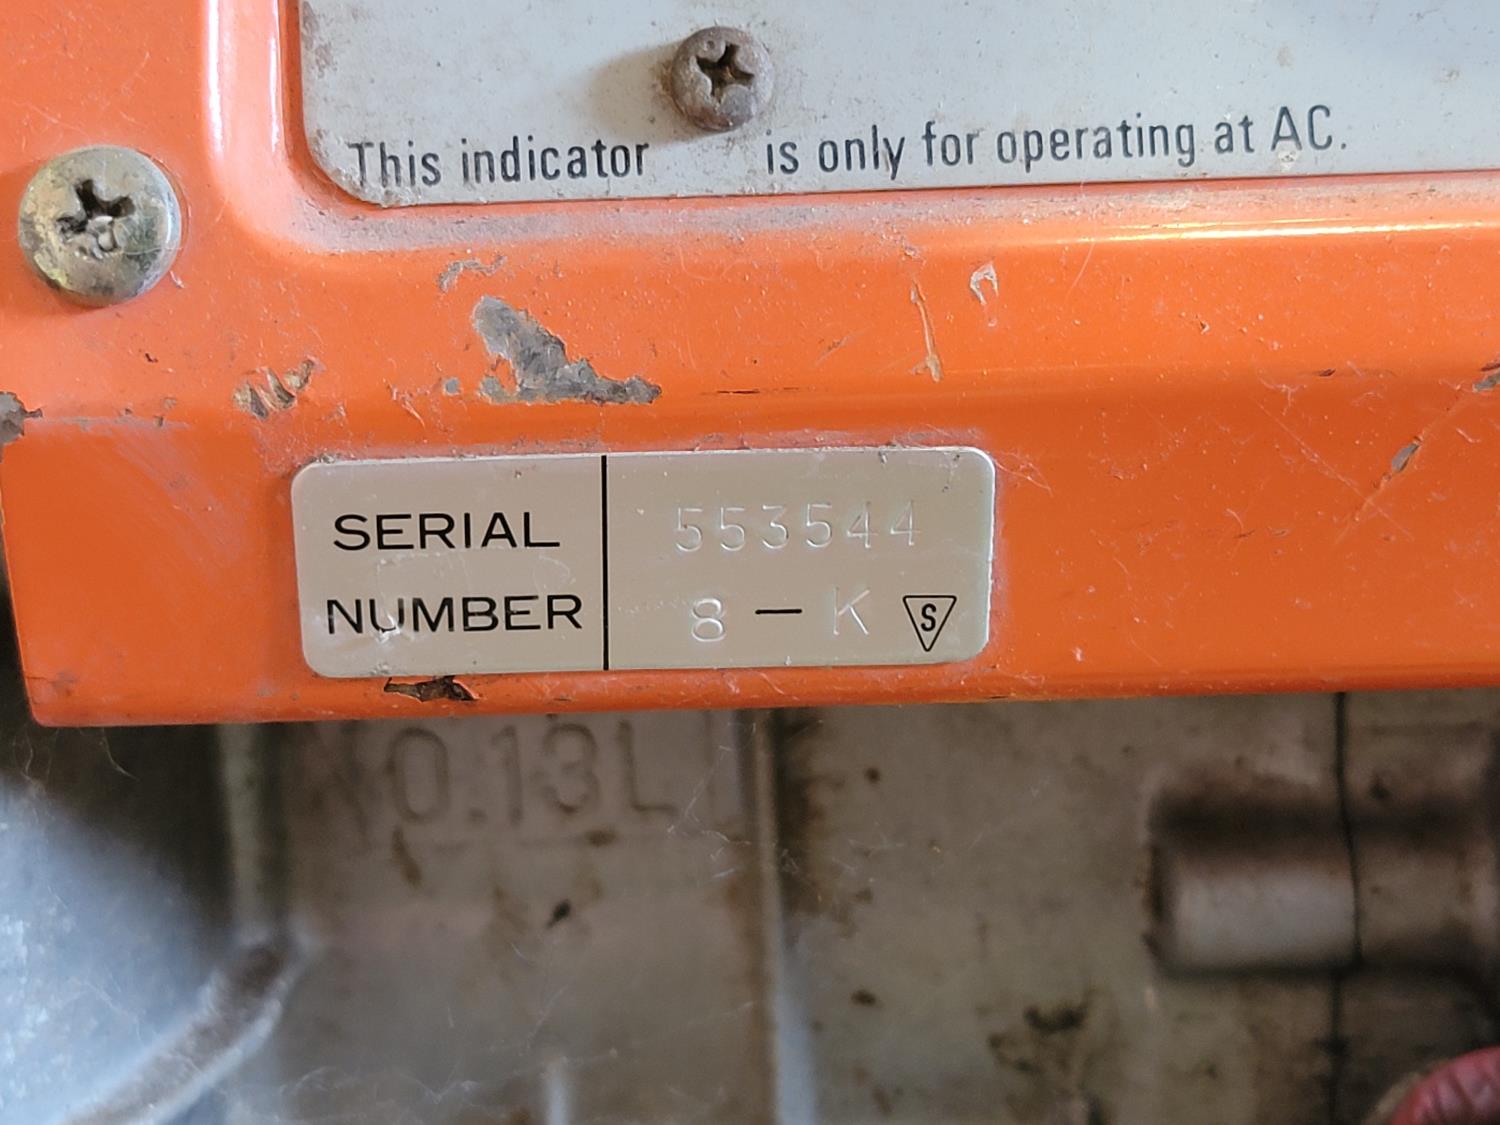 This indicator is only for operating at AC.
SERIAL NUMBER
553544
8 — K S
NO.13L